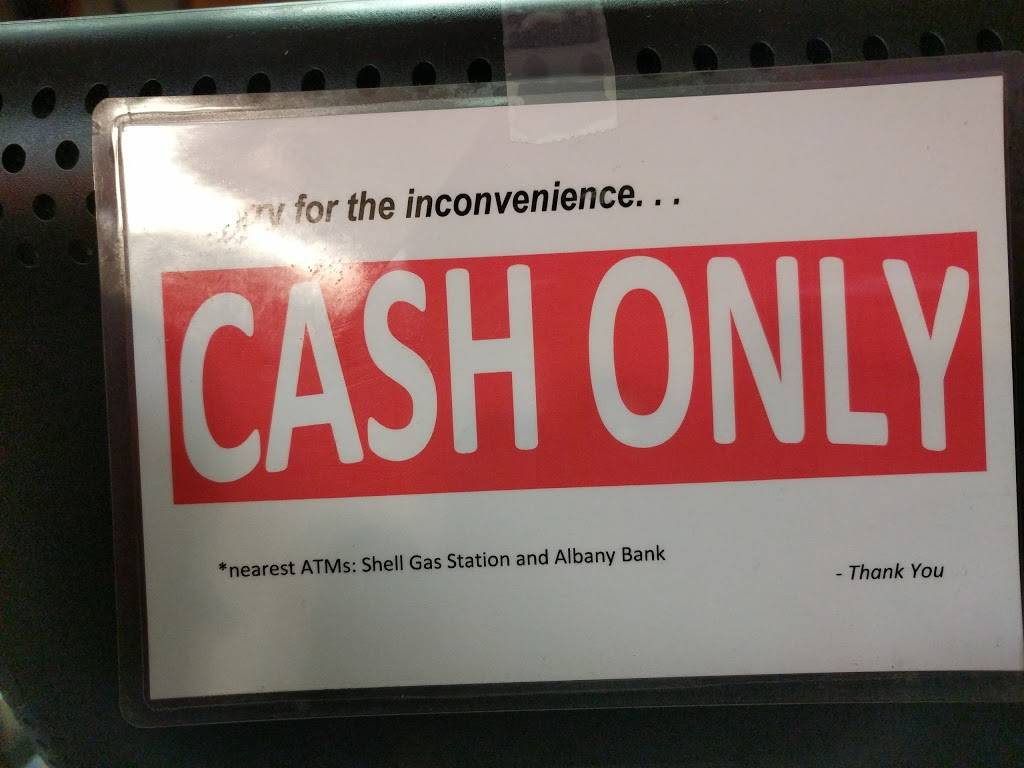 for the inconvenience. . .
CASH ONLY
*nearest ATMs: Shell Gas Station and Albany Bank
- Thank You